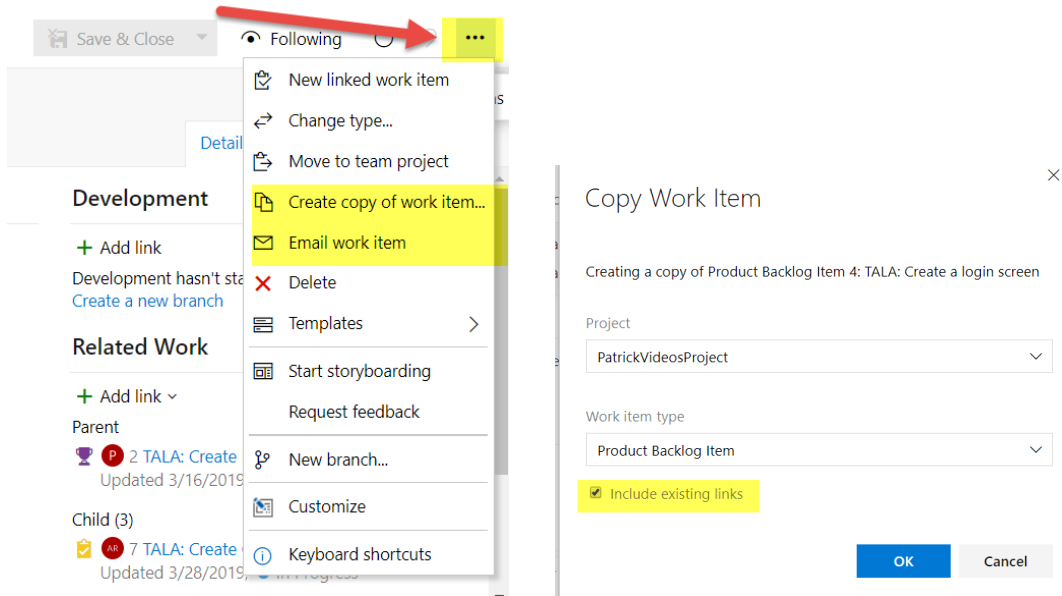 Save & Close
Following
...
New linked work item
Change type...
Move to team project
Create copy of work item...
Email work item
Delete
Templates
Start storyboarding
Request feedback
New branch...
Customize
Keyboard shortcuts
Detail
Development
+ Add link
Development hasn't sta
Create a new branch
Related Work
+ Add link
Parent
P 2 TALA: Create
Updated 3/16/2019
Child (3)
AR 7 TALA: Create
Updated 3/28/2019, In Progress
Copy Work Item
Creating a copy of Product Backlog Item 4: TALA: Create a login screen
Project
PatrickVideosProject
Work item type
Product Backlog Item
Include existing links
OK
Cancel